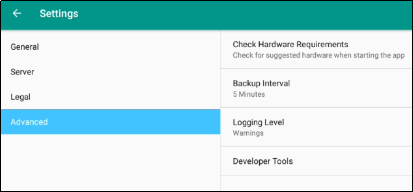 Settings
General
Server
Legal
Advanced
Check Hardware Requirements
Check for suggested hardware when starting the app
Backup Interval
5 Minutes
Logging Level
Warnings
Developer Tools